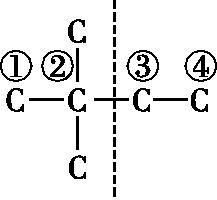 C
① ② ③ ④
C C C C
C